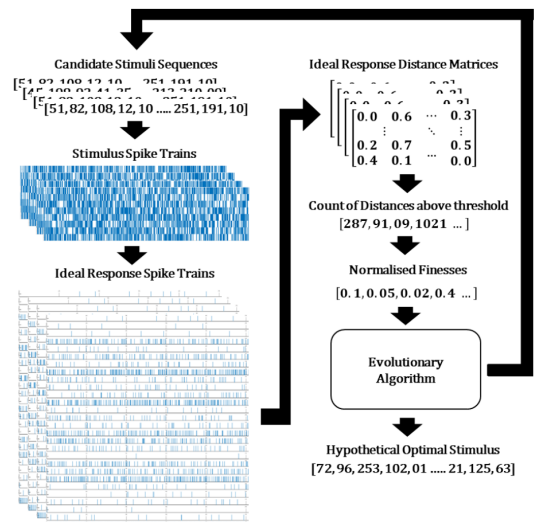 Candidate Stimuli Sequences
[51,82,108,12,10 ..... 251,191,10]
Stimulus Spike Trains
Ideal Response Spike Trains
Ideal Response Distance Matrices
0.0 0.6 ⋯ 0.3
⋮ ⋱ ⋮
0.2 0.7 0.5
0.4 0.1 ⋯ 0.0
Count of Distances above threshold
[287, 91, 09, 1021 ...]
Normalised Finesses
[0.1, 0.05, 0.02, 0.4 ...]
Evolutionary
Algorithm
Hypothetical Optimal Stimulus
[72,96,253,102,01 ..... 21,125,63]